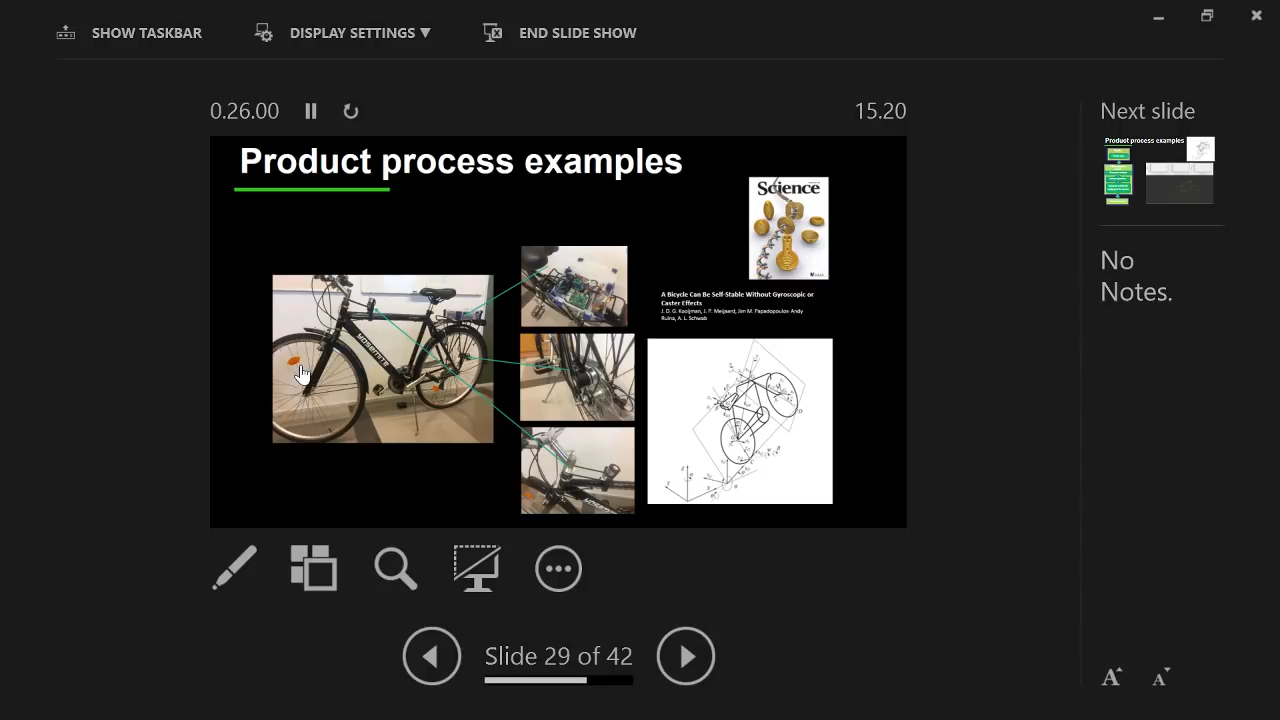 SHOW TASKBAR
DISPLAY SETTINGS ▼
END SLIDE SHOW
0.26.00
15.20
Next slide
Product process examples
Science
A Bicycle Can Be Self-Stable Without Gyroscopic or
Caster Effects
J. D. G. Kooijman, J. P. Meijaard, Jim M. Papadopoulos Andy
Ruina, A. L. Schwab
Product process examples
No
Notes.
Slide 29 of 42
A
A